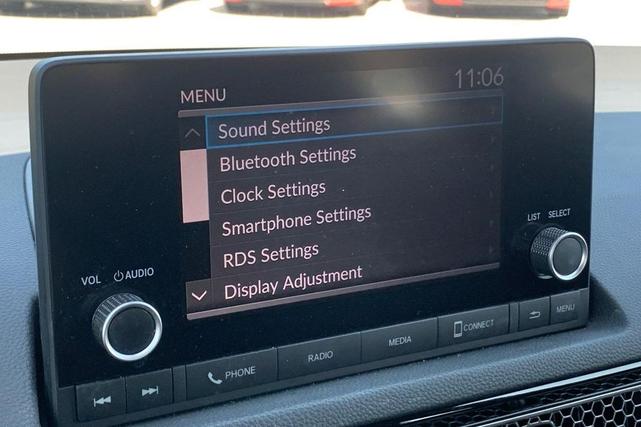 MENU
11:06
Sound Settings
Bluetooth Settings
Clock Settings
Smartphone Settings
RDS Settings
Display Adjustment
VOL AUDIO
LIST SELECT
PHONE
RADIO
MEDIA
CONNECT
MENU